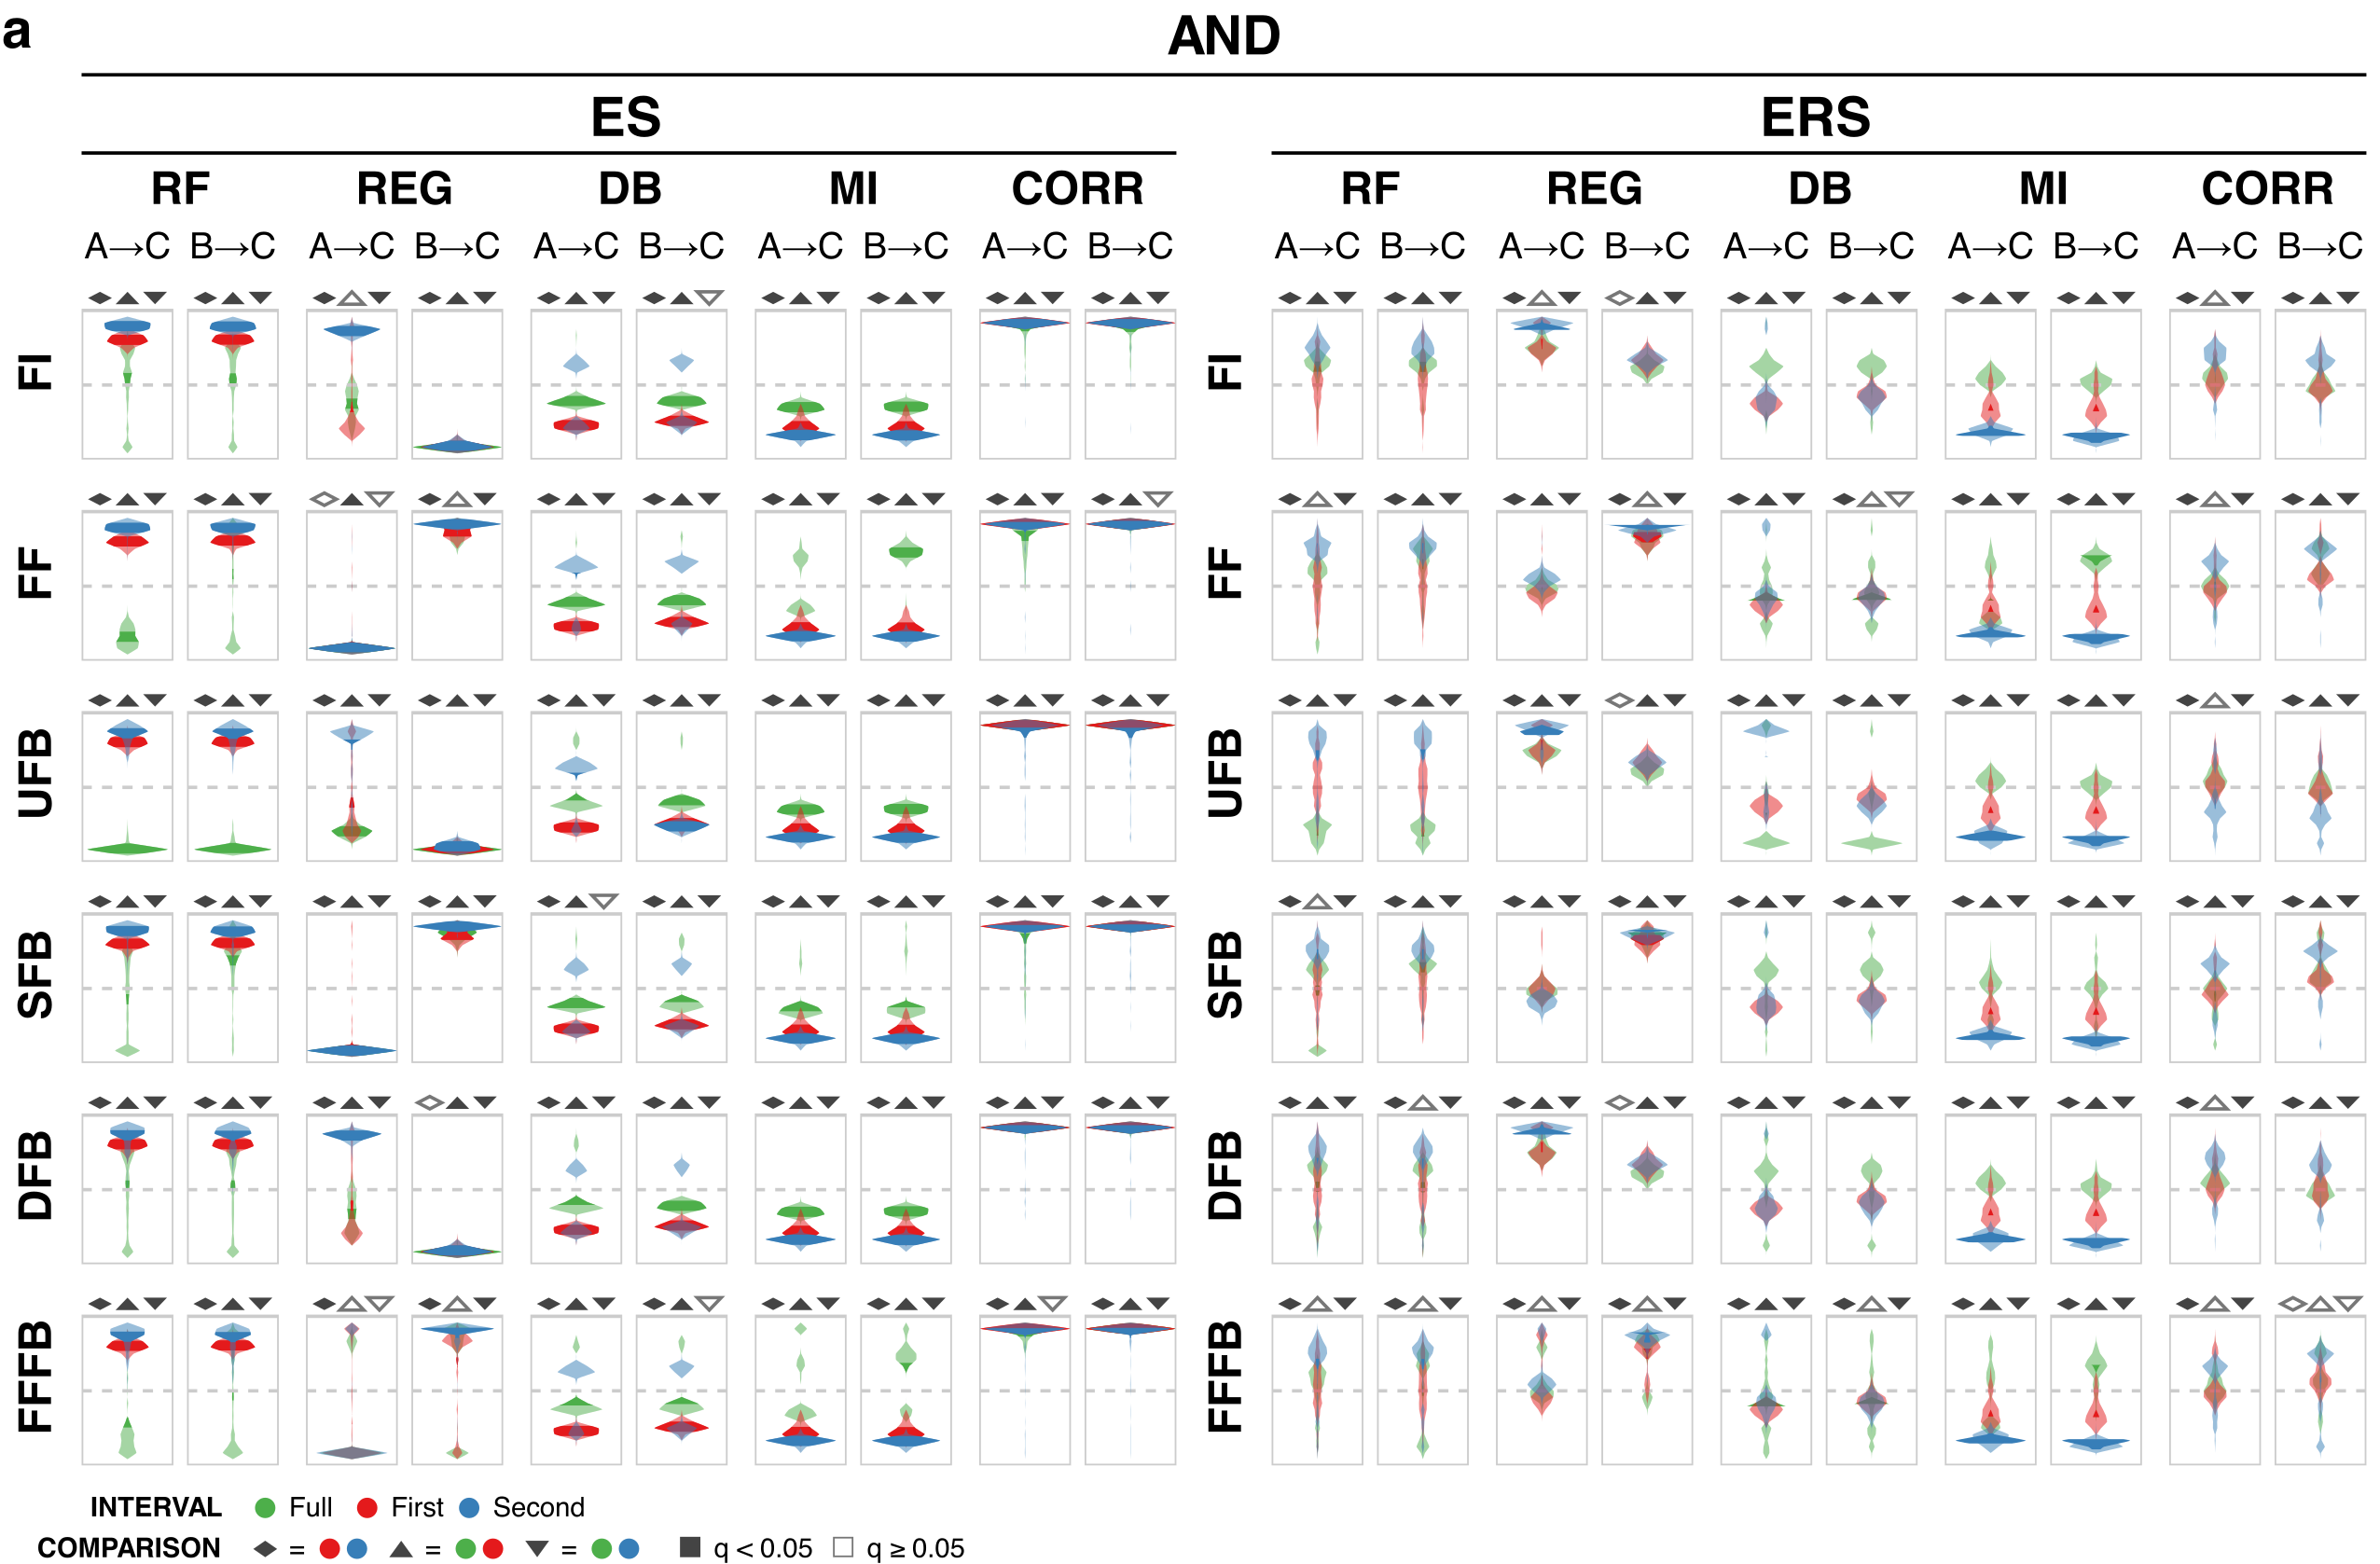 a
AND
ES ERS
RF REG DB MI CORR RF REG DB MI CORR
A→C B→C A→C B→C A→C B→C A→C B→C A→C B→C A→C B→C A→C B→C A→C B→C A→C B→C A→C B→C
FI FI
FF FF
UFB UFB
SFB SFB
DFB DFB
FFFB FFFB
INTERVAL Full First Second
COMPARISON = = = q < 0.05 q ≥ 0.05